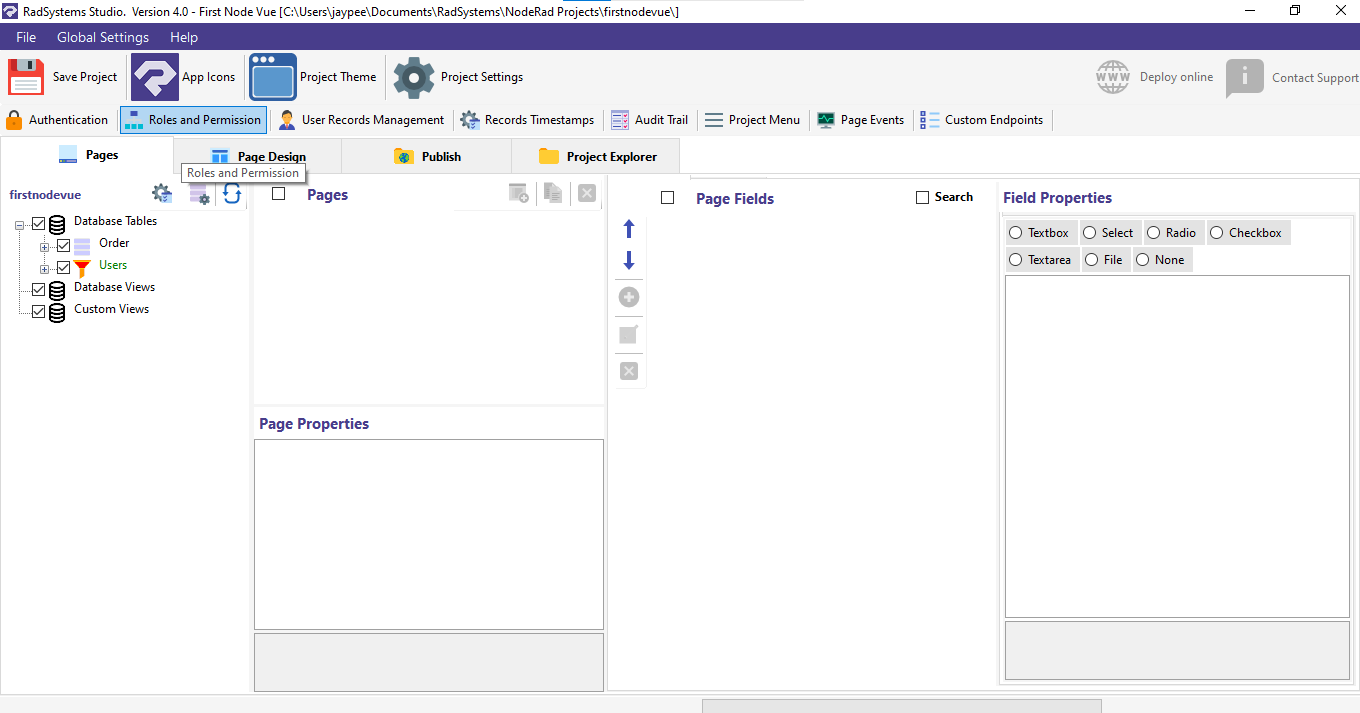 RadSystems Studio. Version 4.0 - First Node Vue [C:\Users\jaypee\Documents\RadSystems\NodeRad Projects\firstnodevue\]
File Global Settings Help
Save Project App Icons Project Theme Project Settings WWW Deploy online Contact Support
Authentication Roles and Permission User Records Management Records Timestamps Audit Trail Project Menu Page Events Custom Endpoints
Pages Page Design Publish Project Explorer
Roles and Permission
firstnodevue
Database Tables
Order
Users
Database Views
Custom Views
Pages
Page Properties
Page Fields Search
Field Properties
Textbox Select Radio Checkbox
Textarea File None